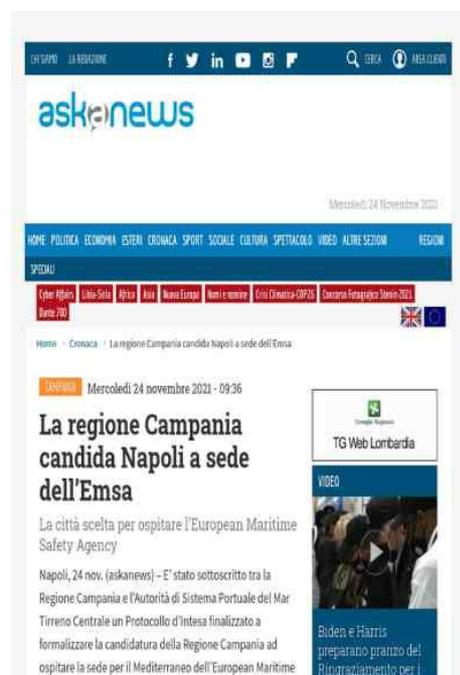 CHI SIAMO LA REDAZIONE
CERCA AREA CLIENTI
askanews
Mercoledì 24 Novembre 2021
HOME POLITICA ECONOMIA ESTERI CRONACA SPORT SOCIALE CULTURA SPETTACOLO VIDEO ALTRE SEZIONI REGIONI
SPECIALI
Cyber Affairs Libia-Siria Africa Asia Nuova Europa Nomi e nomine Crisi Climatica-COP26 Concorso Fotografico Stenin 2021
Dante 700
Home Cronaca La regione Campania candida Napoli a sede dell'Emsa
CAMPANIA Mercoledì 24 novembre 2021 - 09:36
La regione Campania
candida Napoli a sede
dell'Emsa
La città scelta per ospitare l'European Maritime
Safety Agency
Napoli, 24 nov. (askanews) – E' stato sottoscritto tra la
Regione Campania e l'Autorità di Sistema Portuale del Mar
Tirreno Centrale un Protocollo d'Intesa finalizzato a
formalizzare la candidatura della Regione Campania ad
ospitare la sede per il Mediterraneo dell'European Maritime
Consiglio Regionale
TG Web Lombardia
VIDEO
Biden e Harris
preparano pranzo del
Ringraziamento per i